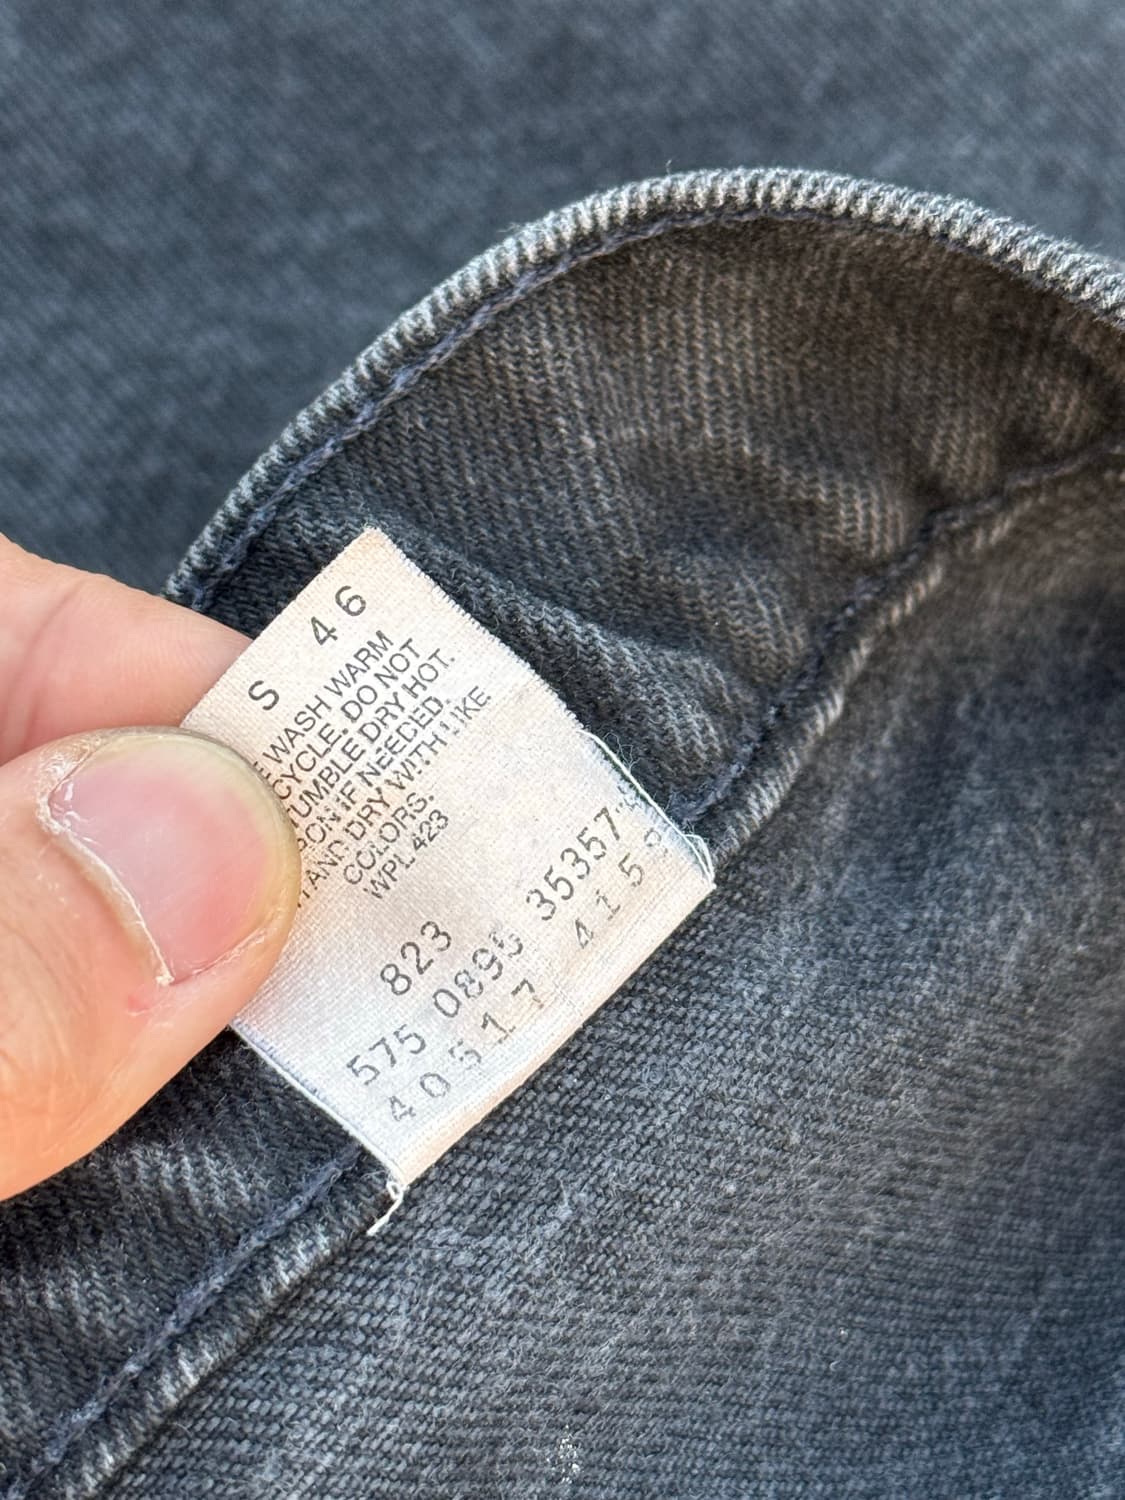 S 46
WASH WARM
CYCLE. DO NOT
TUMBLE DRY HOT.
IF NEEDED.
AND DRY WITH LIKE
COLORS.
WPL 423
823
575 0895 35357
40517 415